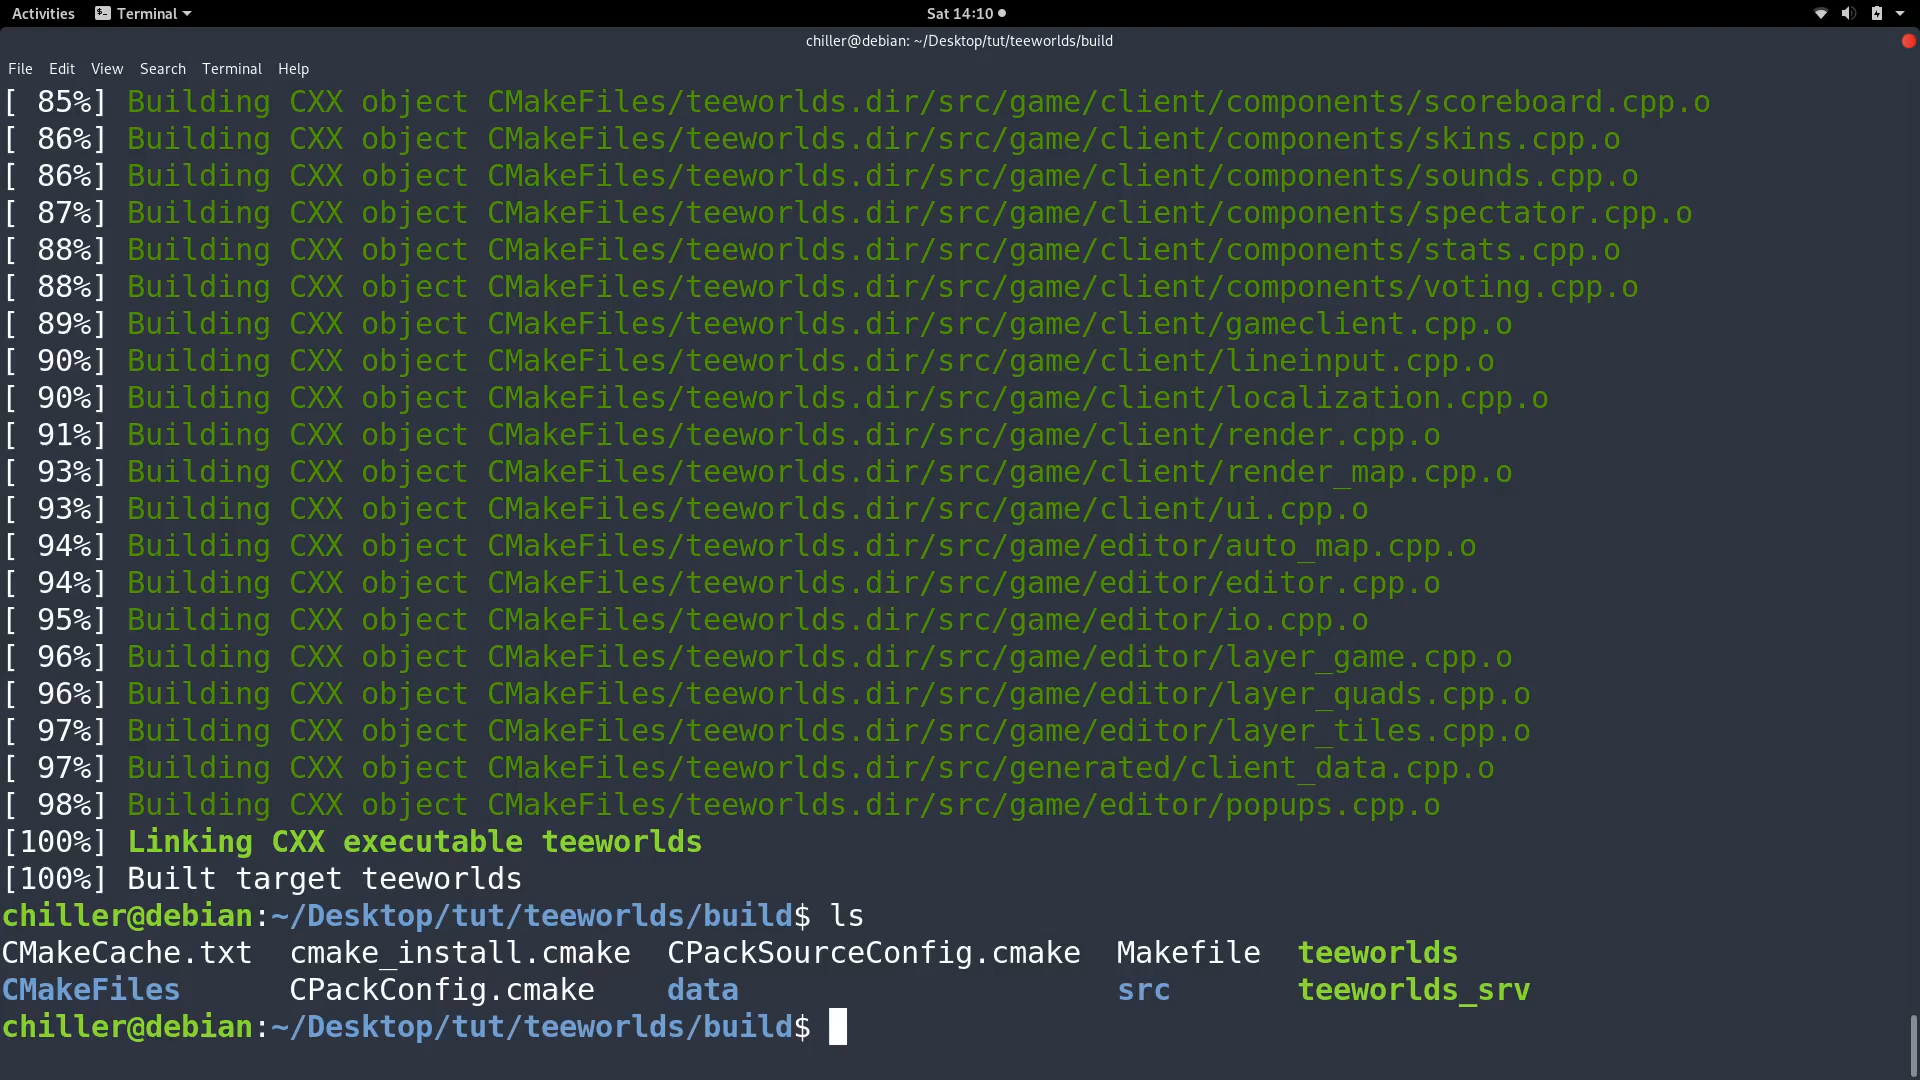 Activities Terminal Sat 14:10
chiller@debian: ~/Desktop/tut/teeworlds/build
File Edit View Search Terminal Help
[ 85%] Building CXX object CMakeFiles/teeworlds.dir/src/game/client/components/scoreboard.cpp.o
[ 86%] Building CXX object CMakeFiles/teeworlds.dir/src/game/client/components/skins.cpp.o
[ 86%] Building CXX object CMakeFiles/teeworlds.dir/src/game/client/components/sounds.cpp.o
[ 87%] Building CXX object CMakeFiles/teeworlds.dir/src/game/client/components/spectator.cpp.o
[ 88%] Building CXX object CMakeFiles/teeworlds.dir/src/game/client/components/stats.cpp.o
[ 88%] Building CXX object CMakeFiles/teeworlds.dir/src/game/client/components/voting.cpp.o
[ 89%] Building CXX object CMakeFiles/teeworlds.dir/src/game/client/gameclient.cpp.o
[ 90%] Building CXX object CMakeFiles/teeworlds.dir/src/game/client/lineinput.cpp.o
[ 90%] Building CXX object CMakeFiles/teeworlds.dir/src/game/client/localization.cpp.o
[ 91%] Building CXX object CMakeFiles/teeworlds.dir/src/game/client/render.cpp.o
[ 93%] Building CXX object CMakeFiles/teeworlds.dir/src/game/client/render_map.cpp.o
[ 93%] Building CXX object CMakeFiles/teeworlds.dir/src/game/client/ui.cpp.o
[ 94%] Building CXX object CMakeFiles/teeworlds.dir/src/game/editor/auto_map.cpp.o
[ 94%] Building CXX object CMakeFiles/teeworlds.dir/src/game/editor/editor.cpp.o
[ 95%] Building CXX object CMakeFiles/teeworlds.dir/src/game/editor/io.cpp.o
[ 96%] Building CXX object CMakeFiles/teeworlds.dir/src/game/editor/layer_game.cpp.o
[ 96%] Building CXX object CMakeFiles/teeworlds.dir/src/game/editor/layer_quads.cpp.o
[ 97%] Building CXX object CMakeFiles/teeworlds.dir/src/game/editor/layer_tiles.cpp.o
[ 97%] Building CXX object CMakeFiles/teeworlds.dir/src/generated/client_data.cpp.o
[ 98%] Building CXX object CMakeFiles/teeworlds.dir/src/game/editor/popups.cpp.o
[100%] Linking CXX executable teeworlds
[100%] Built target teeworlds
chiller@debian:~/Desktop/tut/teeworlds/build$ ls
CMakeCache.txt cmake_install.cmake CPackSourceConfig.cmake Makefile teeworlds
CMakeFiles CPackConfig.cmake data src teeworlds_srv
chiller@debian:~/Desktop/tut/teeworlds/build$